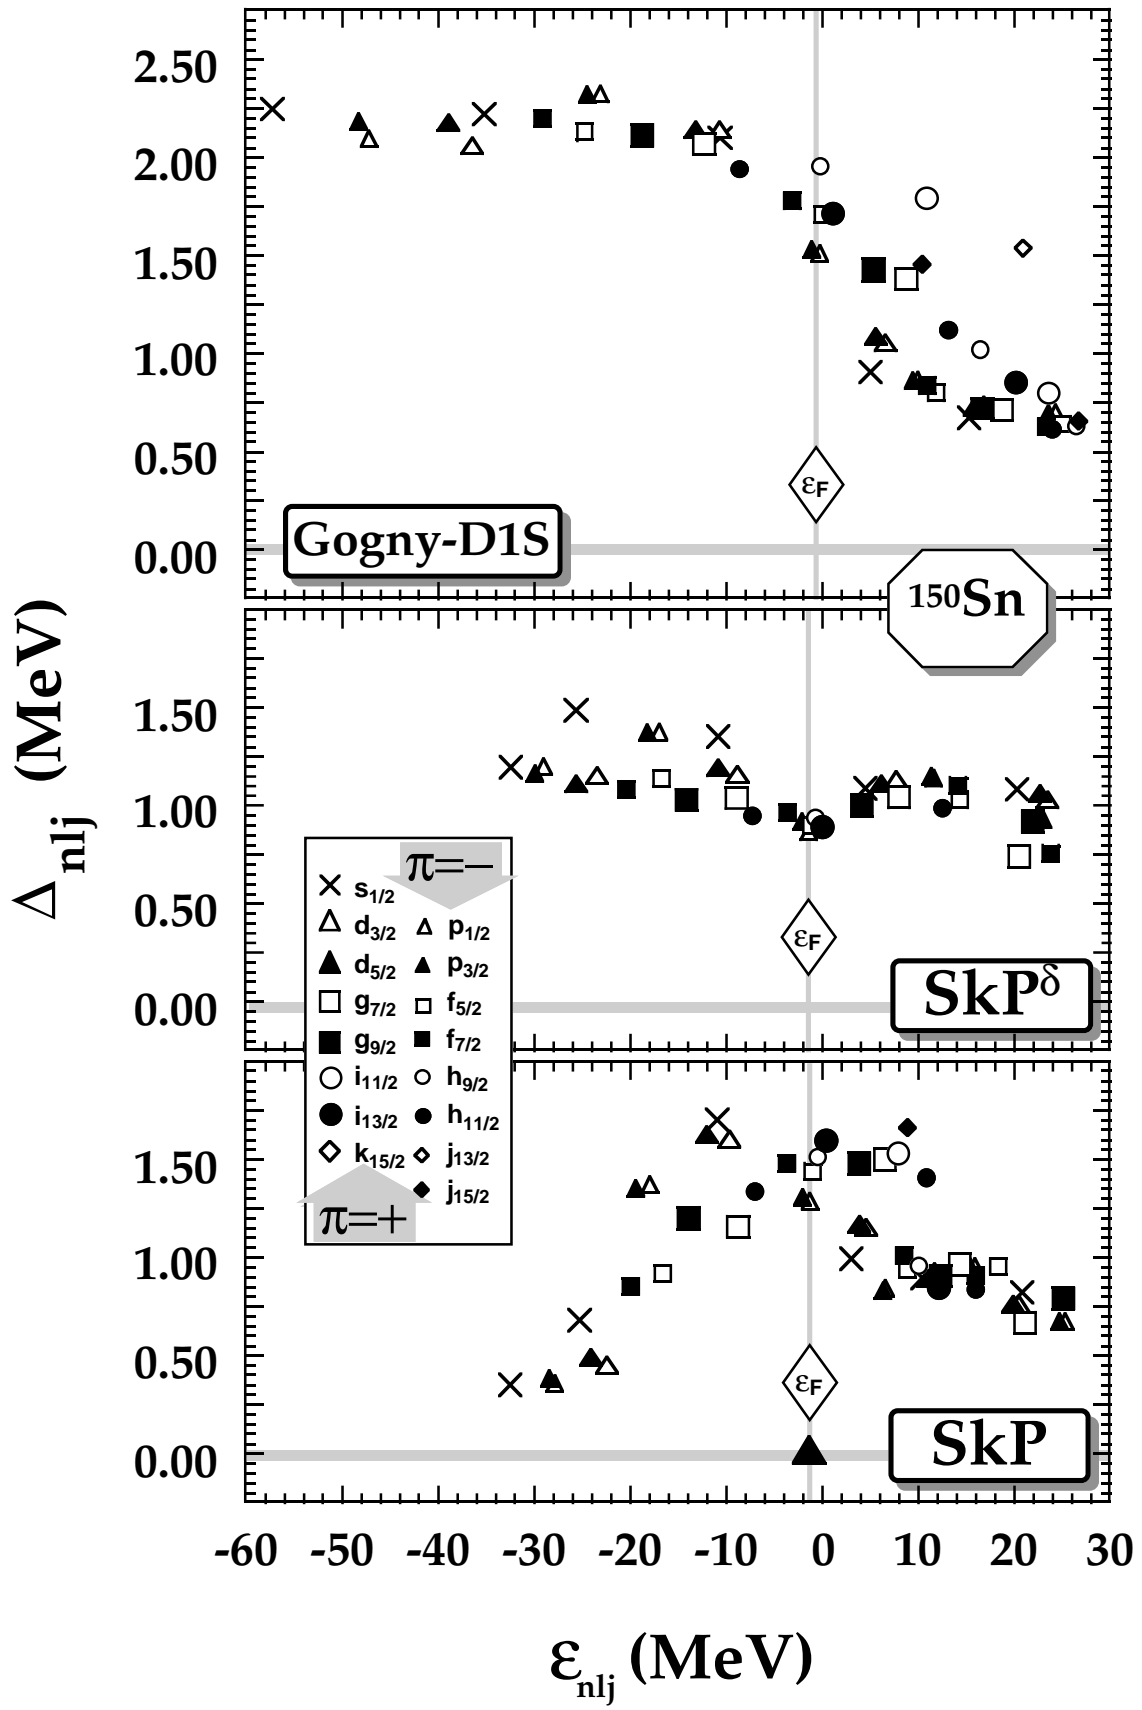 2.50
2.00
1.50
1.00
0.50
0.00
εF
Gogny-D1S
150Sn
Δnlj (MeV)
1.50
1.00
0.50
0.00
εF
SkPδ
π=−
s1/2
d3/2 p1/2
d5/2 p3/2
g7/2 f5/2
g9/2 f7/2
i11/2 h9/2
i13/2 h11/2
k15/2 j13/2
j15/2
π=+
1.50
1.00
0.50
0.00
εF
SkP
-60 -50 -40 -30 -20 -10 0 10 20 30
εnlj (MeV)